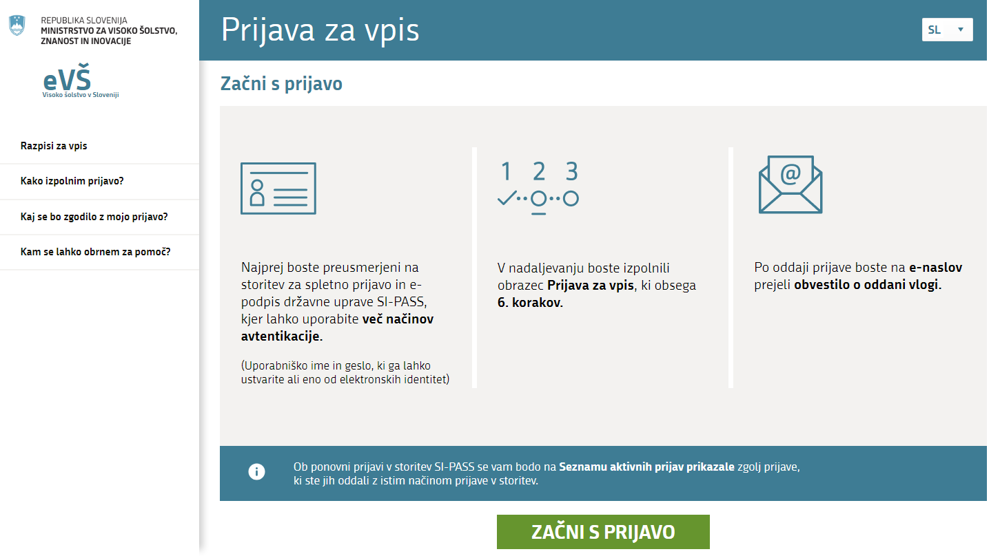 REPUBLIKA SLOVENIJA
MINISTRSTVO ZA VISOKO ŠOLSTVO,
ZNANOST IN INOVACIJE
eVŠ
Visoko šolstvo v Sloveniji
Razpisi za vpis
Kako izpolnim prijavo?
Kaj se bo zgodilo z mojo prijavo?
Kam se lahko obrnem za pomoč?
Prijava za vpis
SL
Začni s prijavo
Najprej boste preusmerjeni na
storitev za spletno prijavo in e-
podpis državne uprave SI-PASS,
kjer lahko uporabite več načinov
avtentikacije.
(Uporabniško ime in geslo, ki ga lahko
ustvarite ali eno od elektronskih identitet)
1 2 3
V nadaljevanju boste izpolnili
obrazec Prijava za vpis, ki obsega
6. korakov.
@
Po oddaji prijave boste na e-naslov
prejeli obvestilo o oddani vlogi.
Ob ponovni prijavi v storitev SI-PASS se vam bodo na Seznamu aktivnih prijav prikazale zgolj prijave,
ki ste jih oddali z istim načinom prijave v storitev.
ZAČNI S PRIJAVO